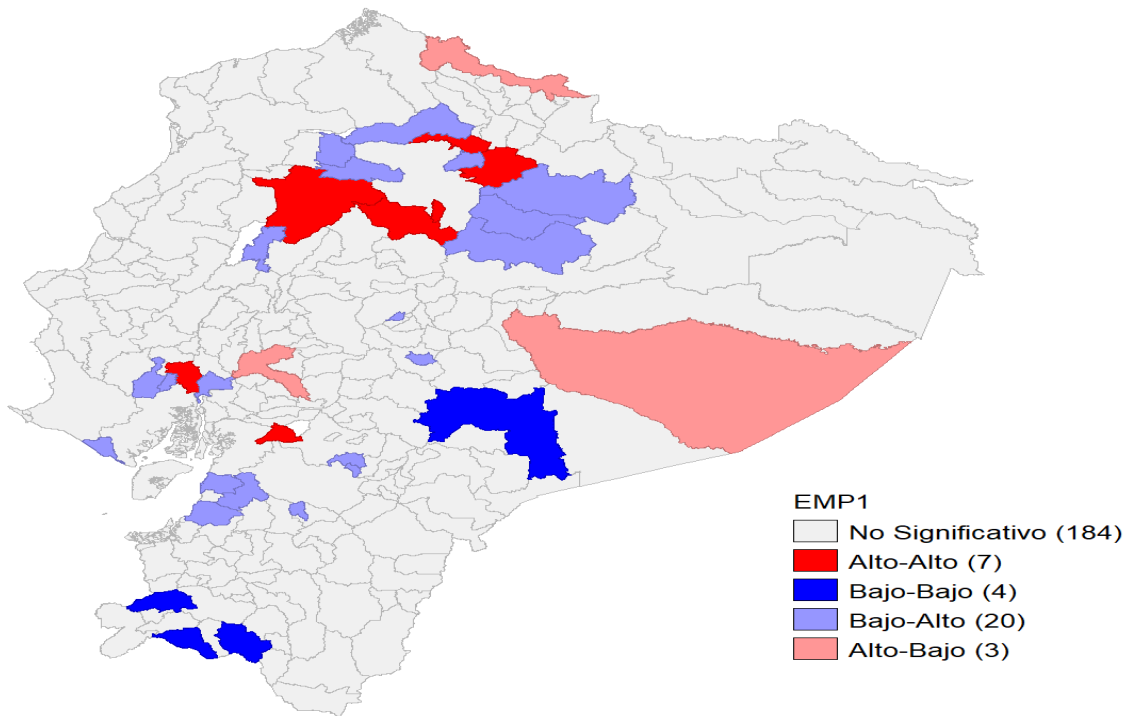 EMP1
No Significativo (184)
Alto-Alto (7)
Bajo-Bajo (4)
Bajo-Alto (20)
Alto-Bajo (3)